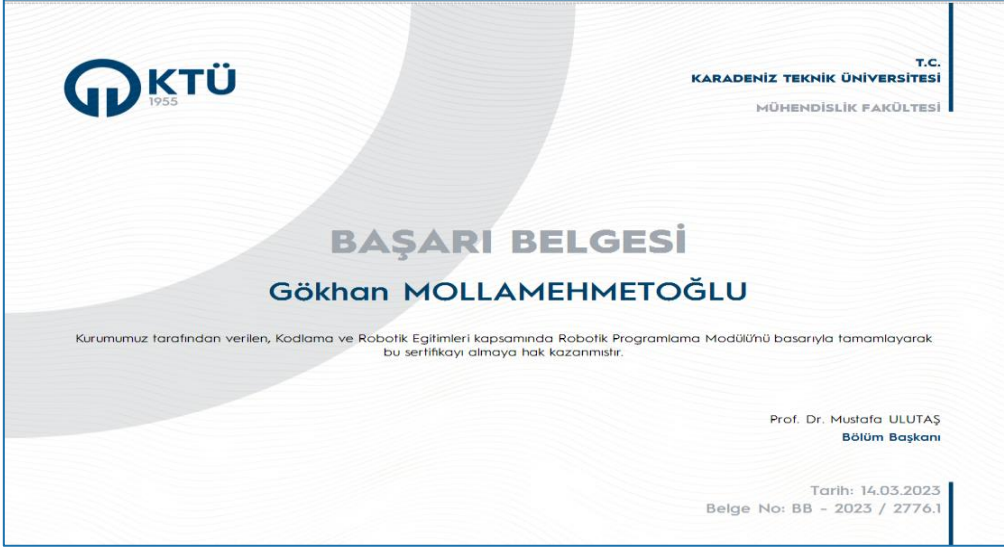 KTÜ
1955
T.C.
KARADENİZ TEKNİK ÜNİVERSİTESİ
MÜHENDİSLİK FAKÜLTESİ
BAŞARI BELGESİ
Gökhan MOLLAMEHMETOĞLU
Kurumumuz tarafından verilen, Kodlama ve Robotik Egitimleri kapsamında Robotik Programlama Modülü'nü basarıyla tamamlayarak
bu sertifikayı almaya hak kazanmıstır.
Prof. Dr. Mustafa ULUTAŞ
Bölüm Başkanı
Tarih: 14.03.2023
Belge No: BB - 2023 / 2776.1